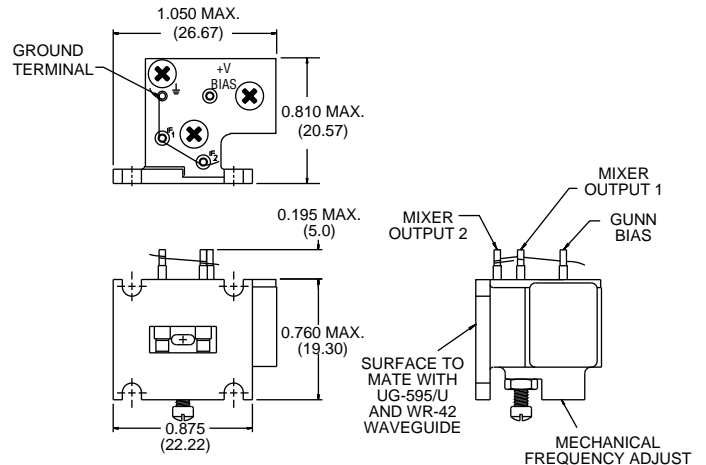 1.050 MAX.
(26.67)
GROUND
TERMINAL
+V
BIAS
IF1
IF2
0.810 MAX.
(20.57)
0.195 MAX.
(5.0)
0.760 MAX.
(19.30)
0.875
(22.22)
MIXER
OUTPUT 2
MIXER
OUTPUT 1
GUNN
BIAS
SURFACE TO
MATE WITH
UG-595/U
AND WR-42
WAVEGUIDE
MECHANICAL
FREQUENCY ADJUST